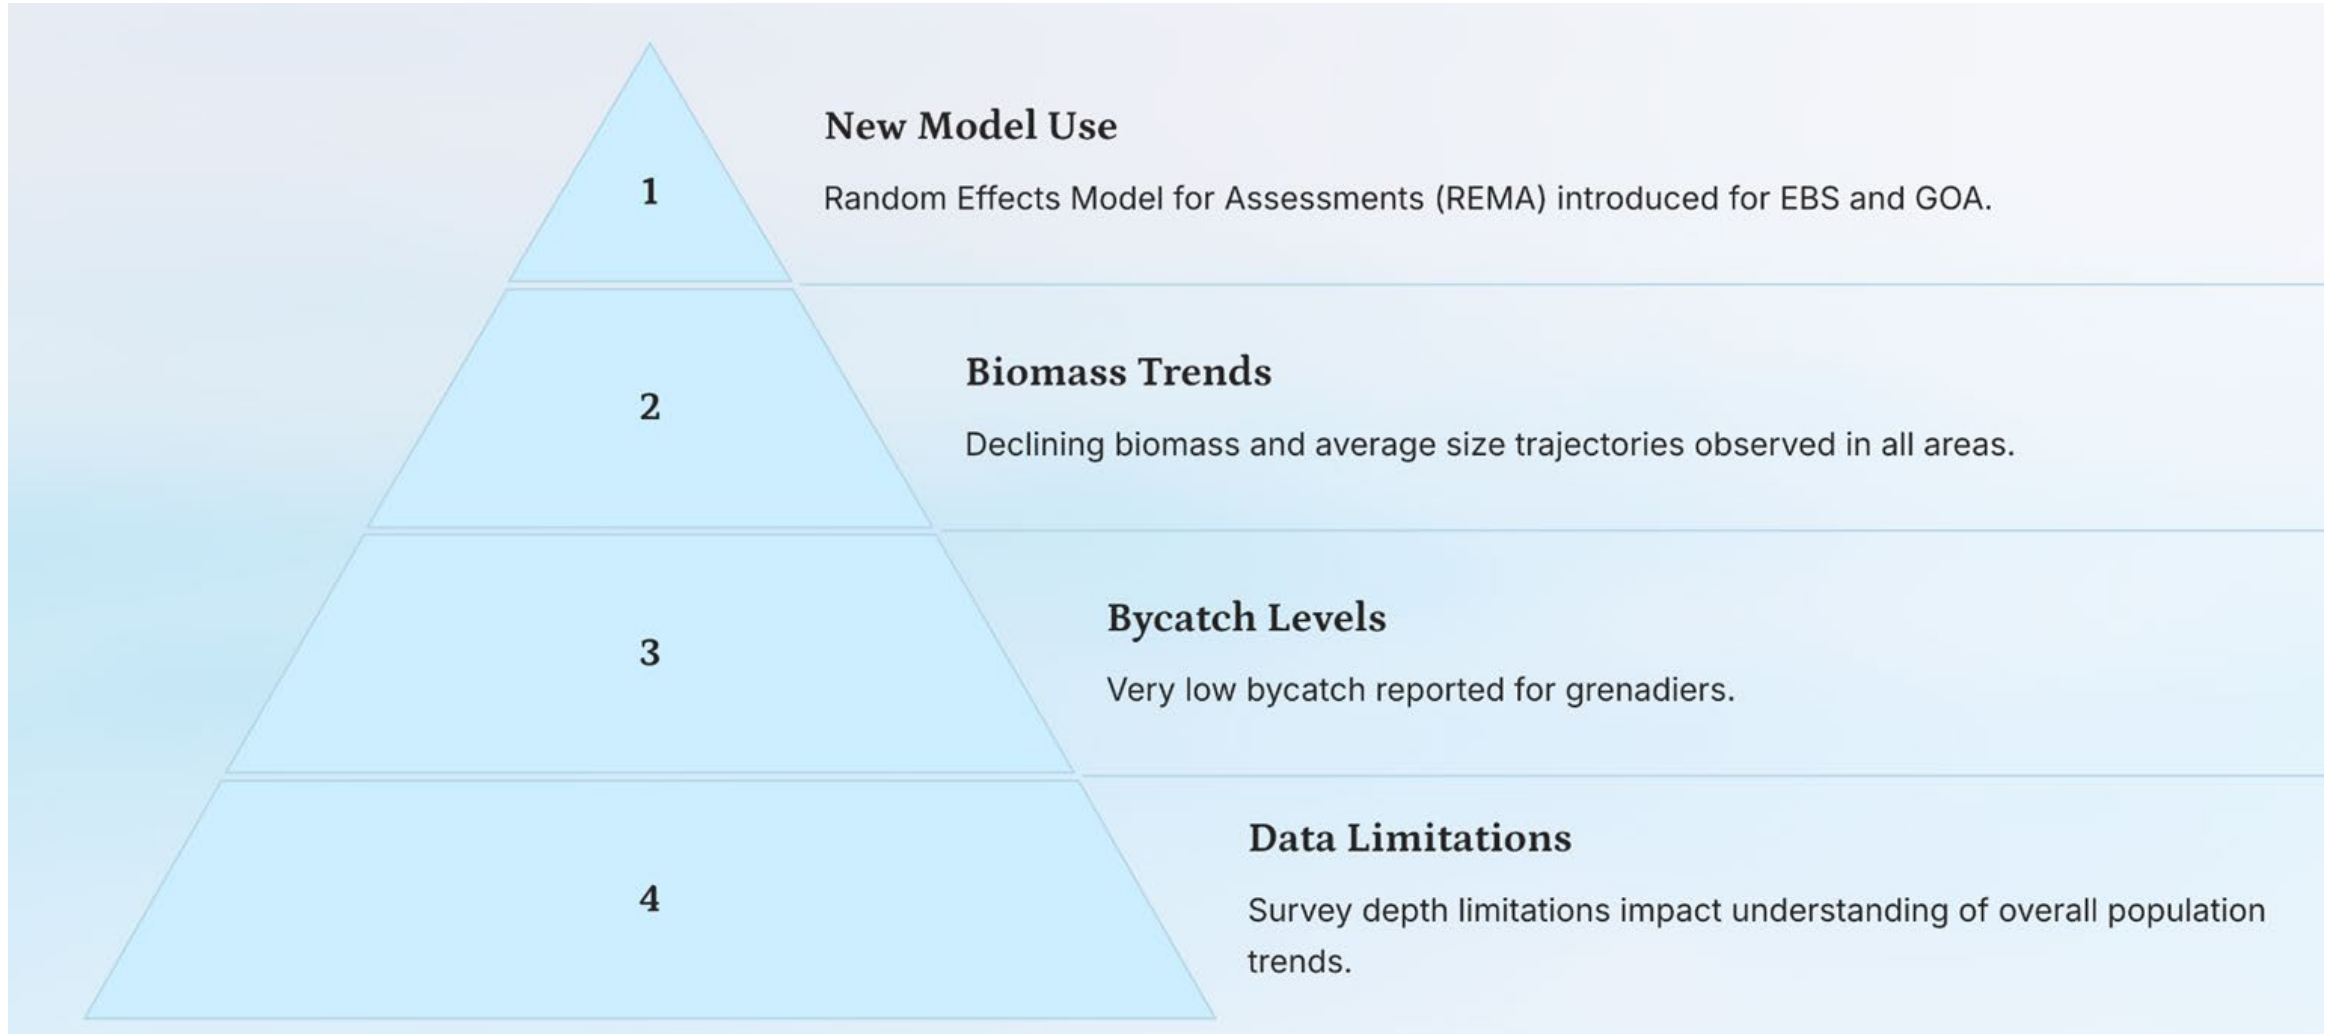 1
New Model Use
Random Effects Model for Assessments (REMA) introduced for EBS and GOA.
2
Biomass Trends
Declining biomass and average size trajectories observed in all areas.
3
Bycatch Levels
Very low bycatch reported for grenadiers.
4
Data Limitations
Survey depth limitations impact understanding of overall population
trends.